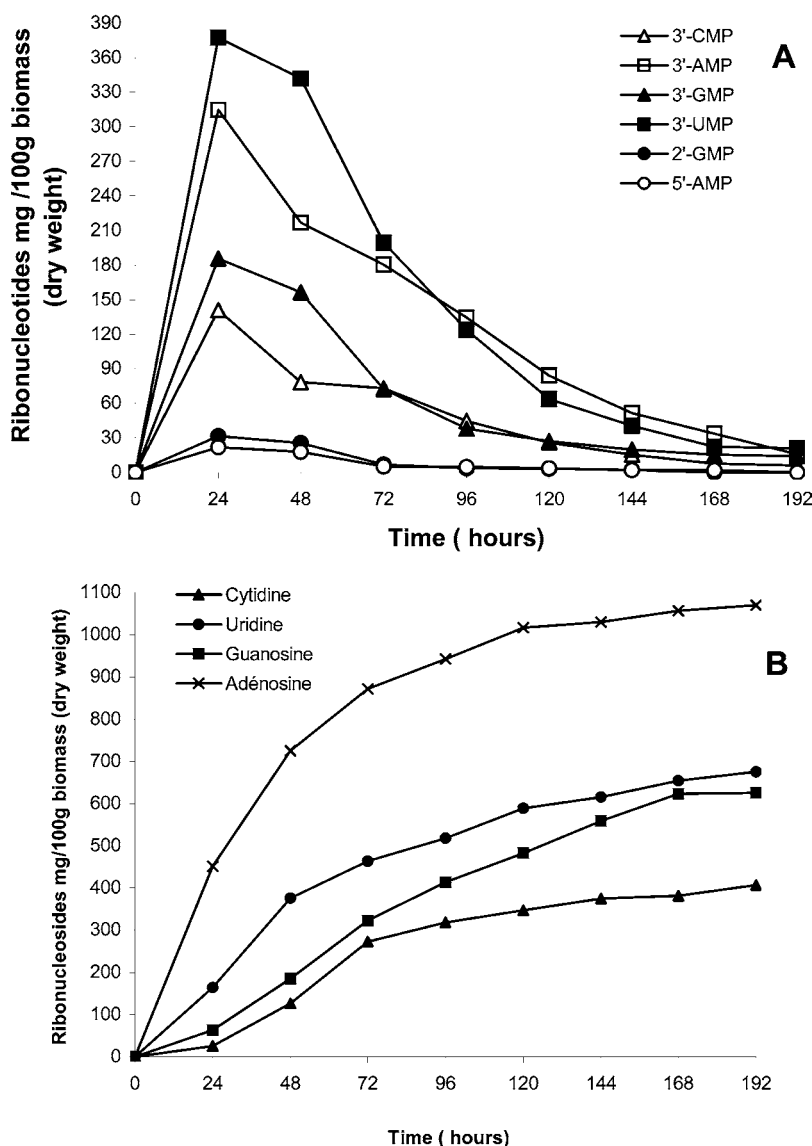 Ribonucleotides mg /100g biomass
(dry weight)
390
360
330
300
270
240
210
180
150
120
90
60
30
0
3'-CMP
3'-AMP
3'-GMP
3'-UMP
2'-GMP
5'-AMP
A
0 24 48 72 96 120 144 168 192
Time ( hours)
Ribonucleosides mg/100g biomass (dry weight)
1100
1000
900
800
700
600
500
400
300
200
100
0
Cytidine
Uridine
Guanosine
Adénosine
B
0 24 48 72 96 120 144 168 192
Time ( hours)